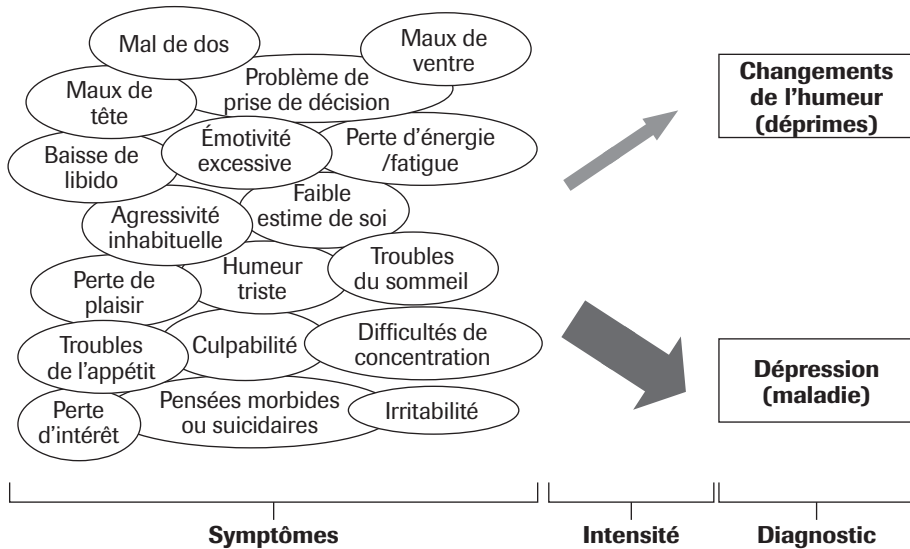 Mal de dos
Maux de
ventre
Maux de
tête
Problème de
prise de décision
Baisse de
libido
Émotivité
excessive
Perte d'énergie
/fatigue
Agressivité
inhabituelle
Faible
estime de soi
Perte de
plaisir
Humeur
triste
Troubles
du sommeil
Troubles
de l'appétit
Culpabilité
Difficultés de
concentration
Perte
d'intérêt
Pensées morbides
ou suicidaires
Irritabilité
Changements
de l'humeur
(déprimes)
Dépression
(maladie)
Symptômes
Intensité
Diagnostic